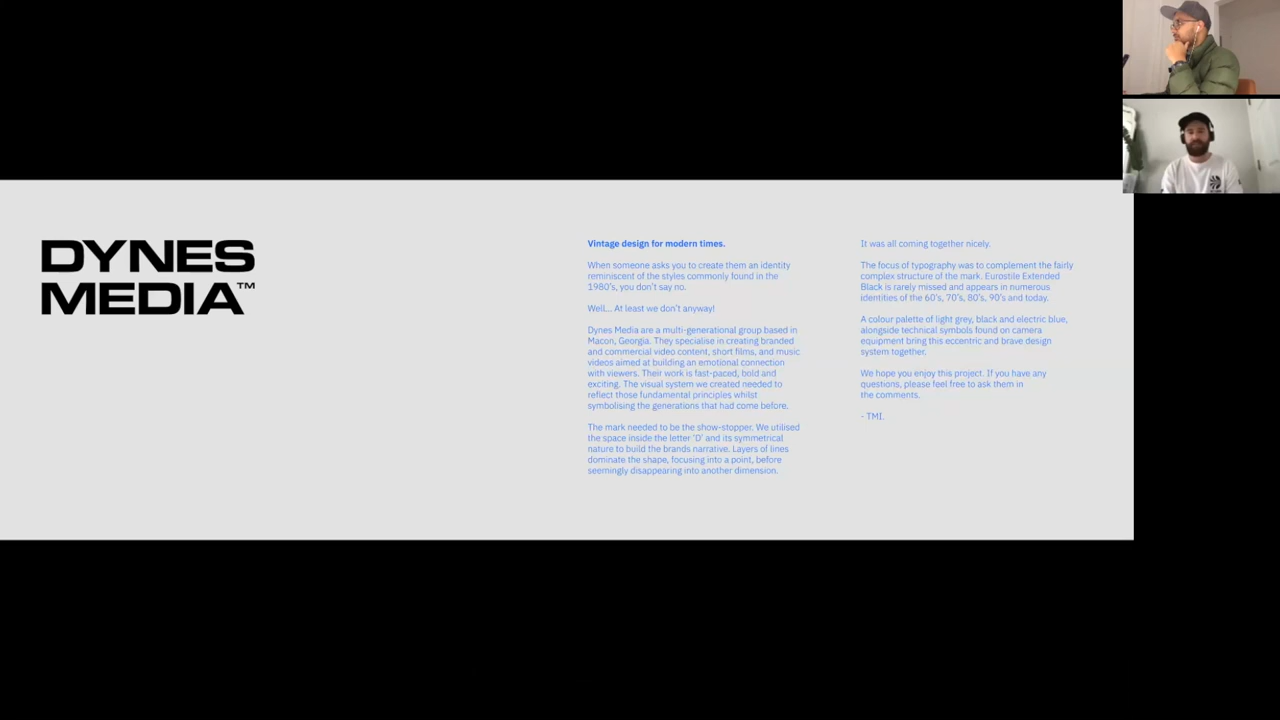 DYNES
MEDIA™
Vintage design for modern times.
When someone asks you to create them an identity
reminiscent of the styles commonly found in the
1980's, you don't say no.
Well... At least we don't anyway!
Dynes Media are a multi-generational group based in
Macon, Georgia. They specialise in creating branded
and commercial video content, short films, and music
videos aimed at building an emotional connection
with viewers. Their work is fast-paced, bold and
exciting. The visual system we created needed to
reflect those fundamental principles whilst
symbolising the generations that had come before.
The mark needed to be the show-stopper. We utilised
the space inside the letter 'D' and its symmetrical
nature to build the brands narrative. Layers of lines
dominate the shape, focusing into a point, before
seemingly disappearing into another dimension.
It was all coming together nicely.
The focus of typography was to complement the fairly
complex structure of the mark. Eurostile Extended
Black is rarely missed and appears in numerous
identities of the 60's, 70's, 80's. 90's and today.
A colour palette of light grey, black and electric blue,
alongside technical symbols found on camera
equipment bring this eccentric and brave design
system together.
We hope you enjoy this project. If you have any
questions, please feel free to ask them in
the comments.
- TMI.